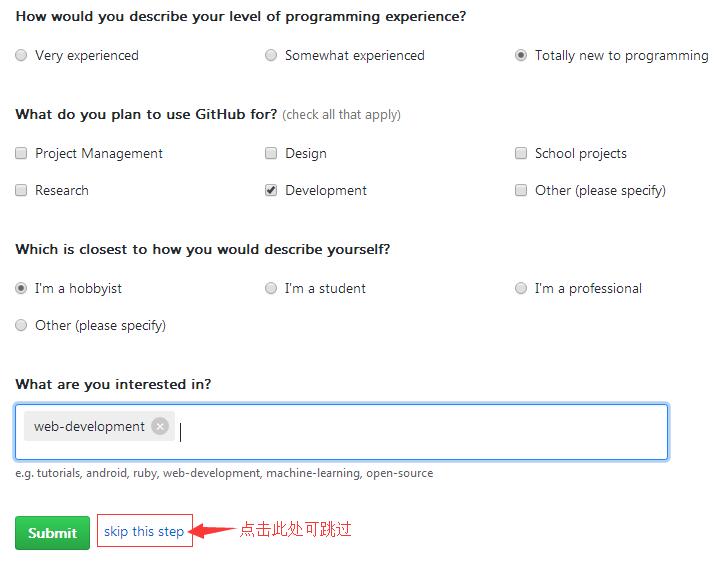 How would you describe your level of programming experience?
Very experienced Somewhat experienced Totally new to programming
What do you plan to use GitHub for? (check all that apply)
Project Management Design School projects
Research Development Other (please specify)
Which is closest to how you would describe yourself?
I'm a hobbyist I'm a student I'm a professional
Other (please specify)
What are you interested in?
web-development
e.g. tutorials, android, ruby, web-development, machine-learning, open-source
Submit skip this step 点击此处可跳过